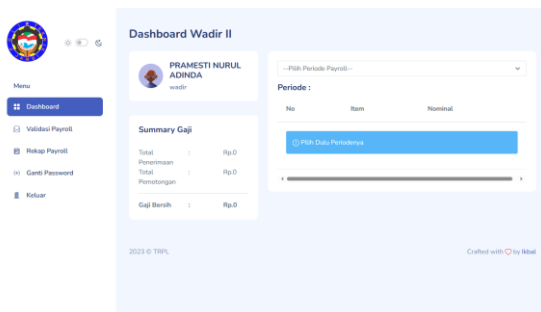 Menu
Dashboard
Validasi Payroll
Rekap Payroll
Ganti Password
Keluar
Dashboard Wadir II
PRAMESTI NURUL
ADINDA
wadir
Summary Gaji
Total : Rp.0
Penerimaan
Total : Rp.0
Pemotongan
Gaji Bersih : Rp.0
--Pilih Periode Payroll--
Periode :
No Item Nominal
Pilih Dulu Periodenya
2023 © TRPL
Crafted with by Ikbal